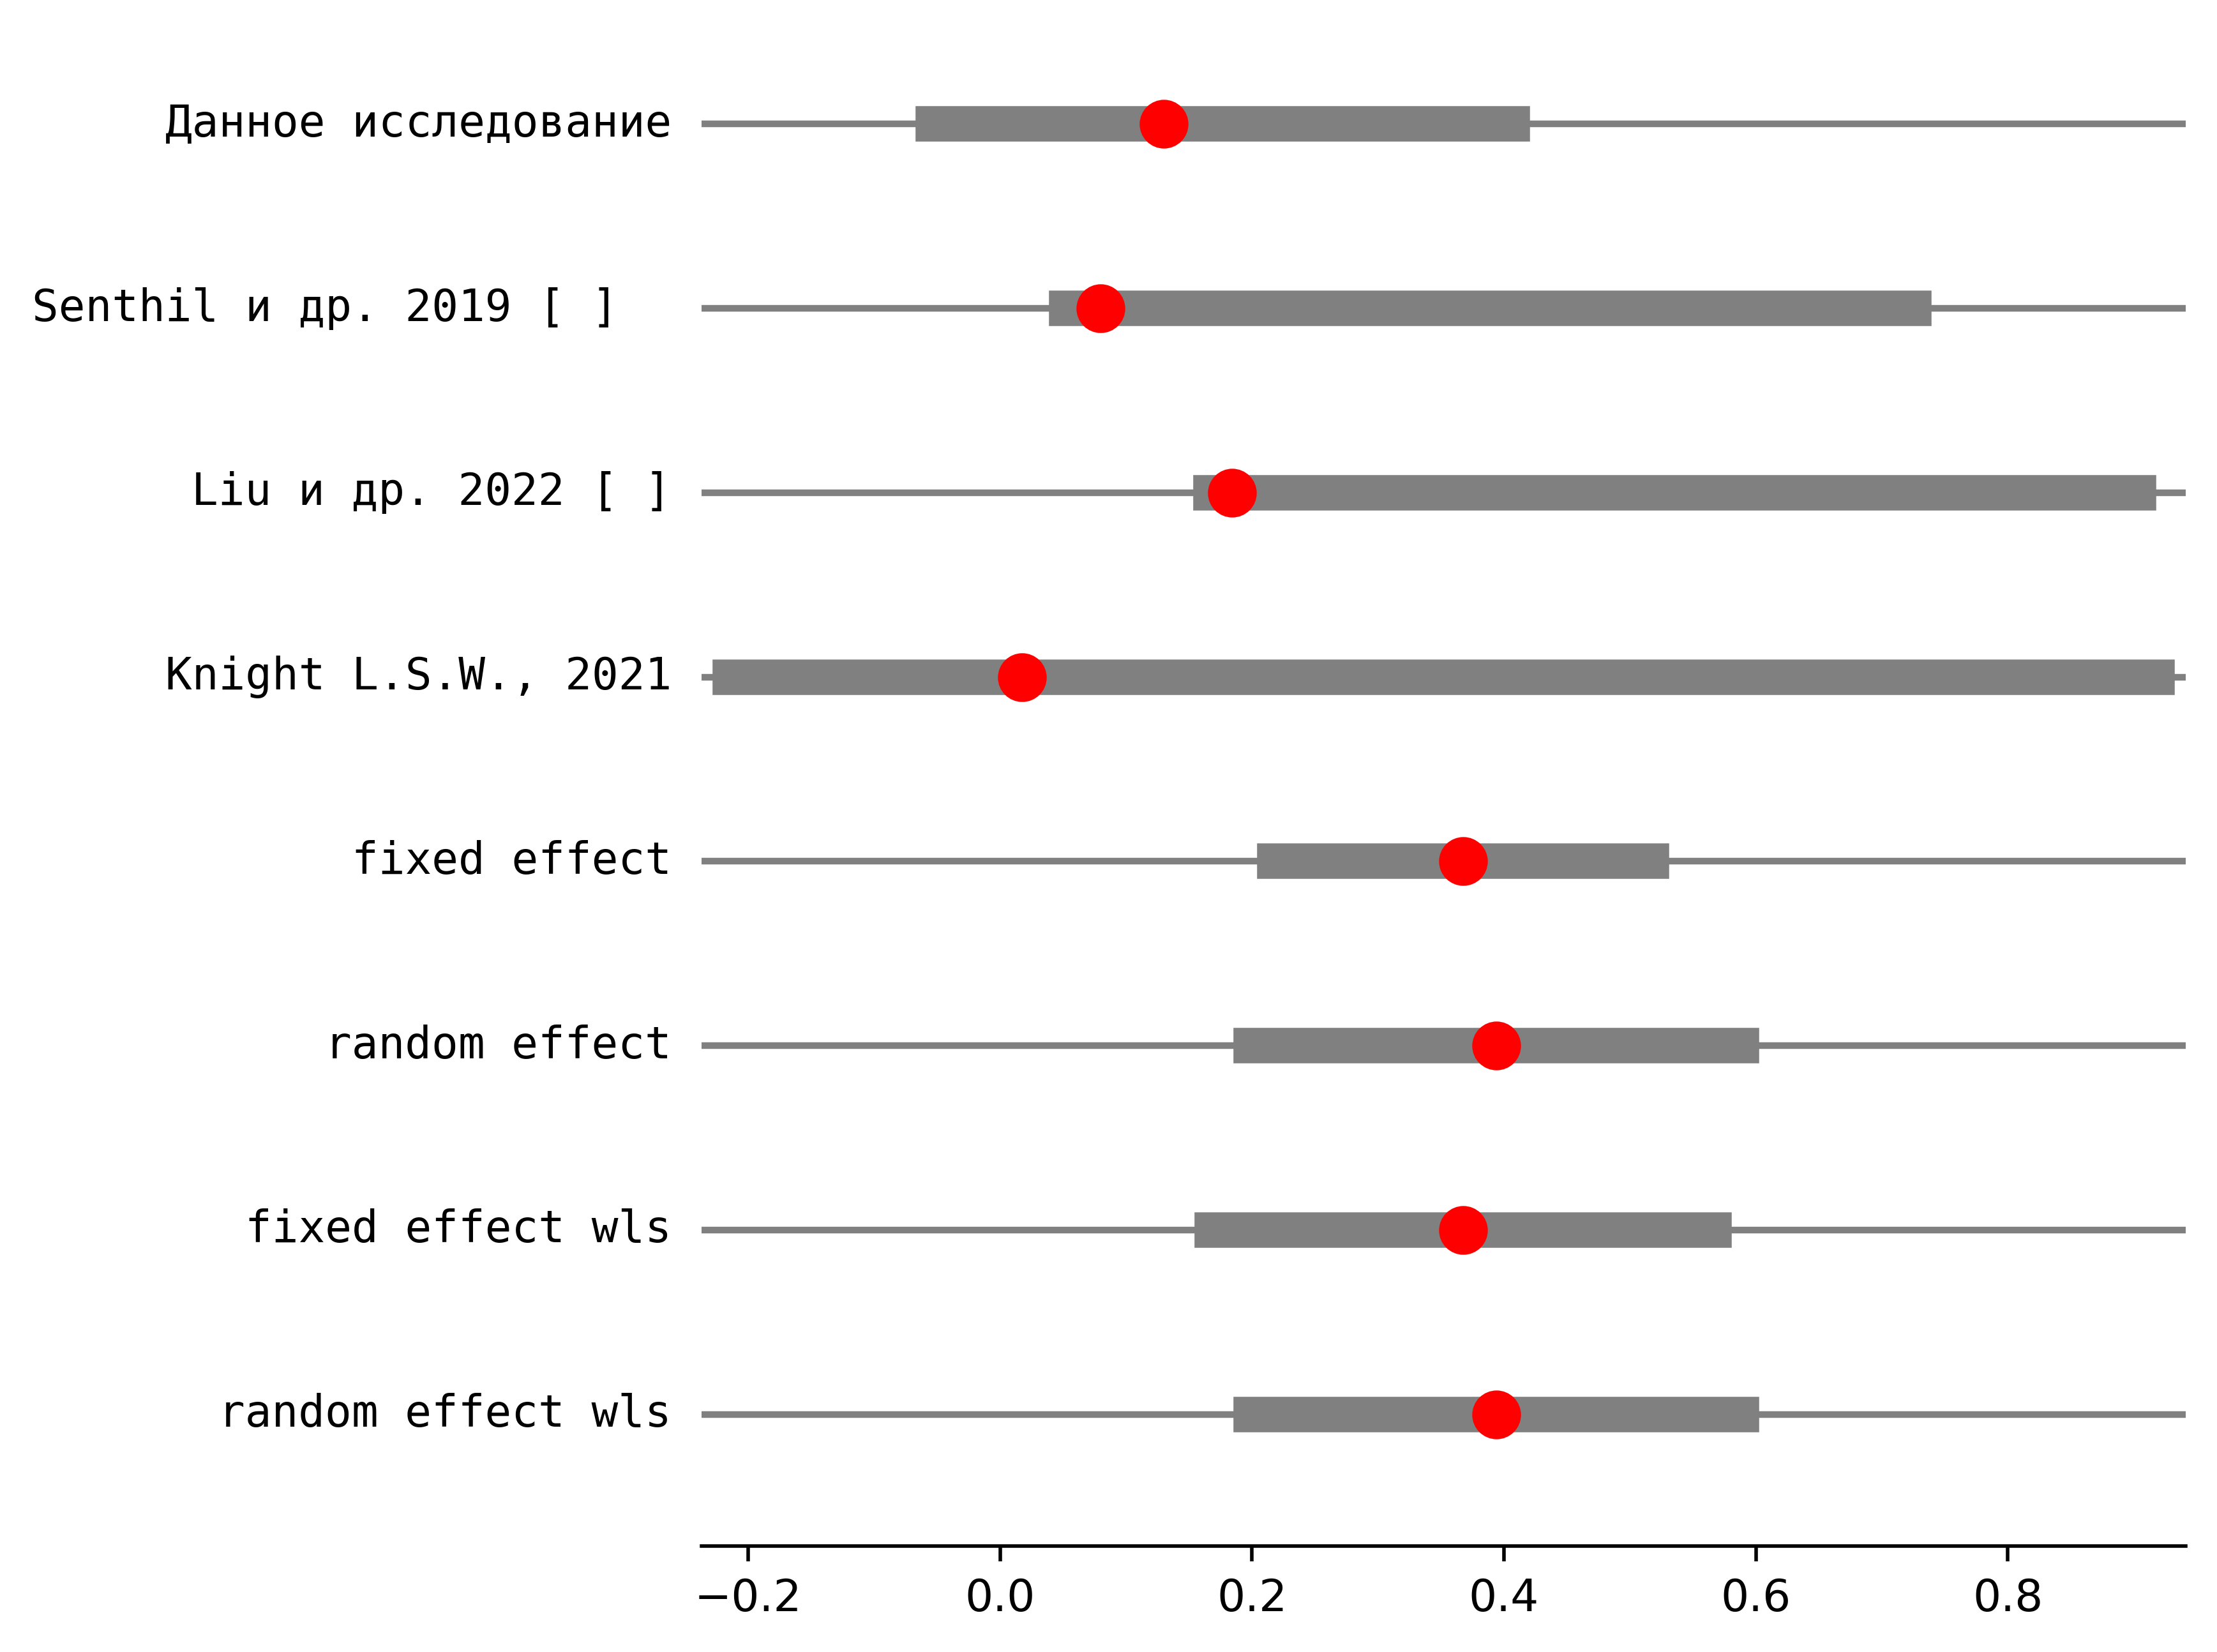 Данное исследование
Senthil и др. 2019 [ ]
Liu и др. 2022 [ ]
Knight L.S.W., 2021
fixed effect
random effect
fixed effect wls
random effect wls
−0.2 0.0 0.2 0.4 0.6 0.8